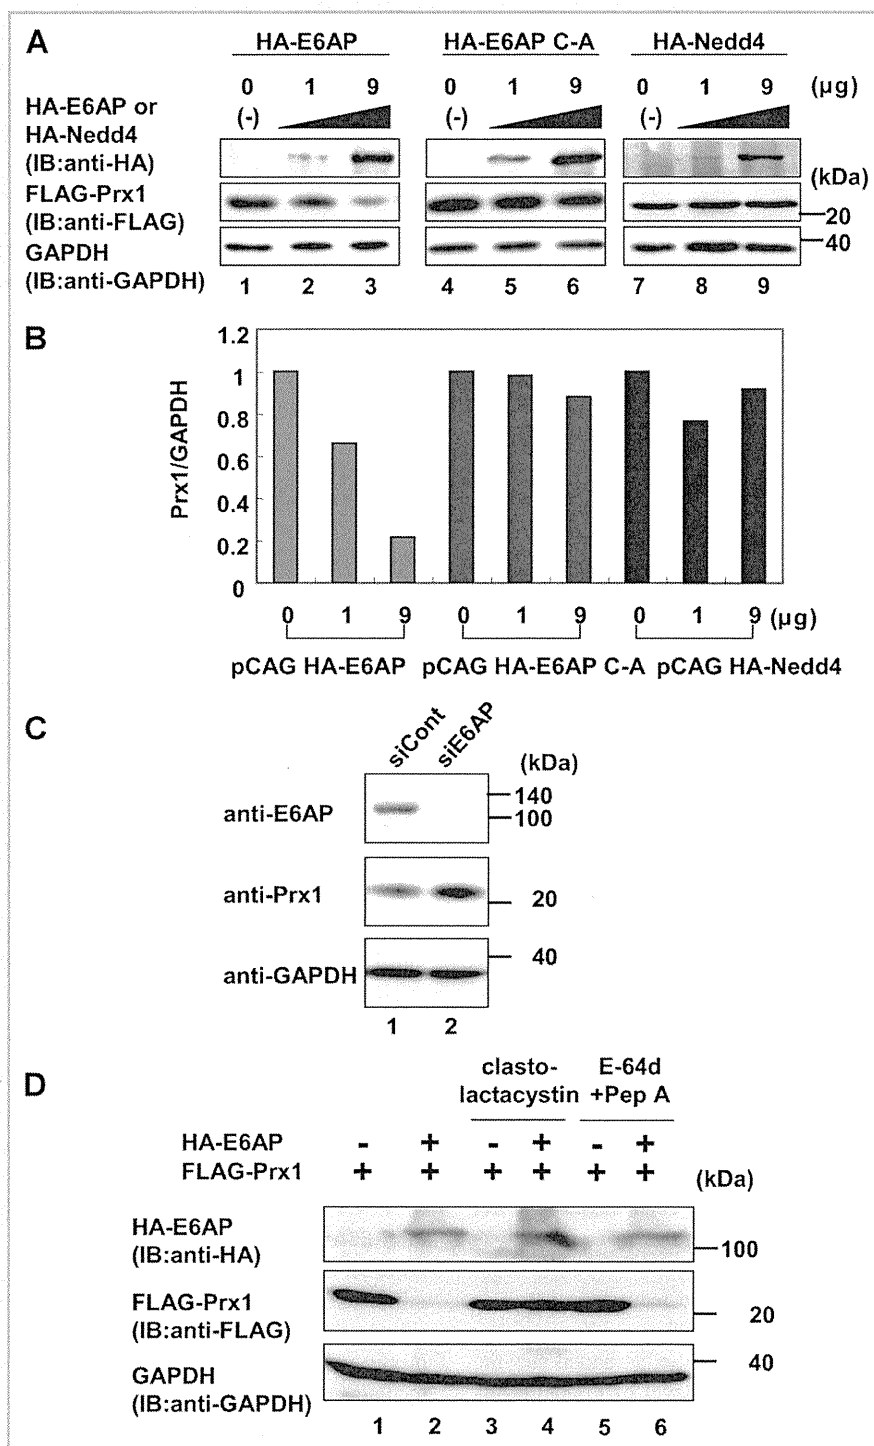 A
HA-E6AP HA-E6AP C-A HA-Nedd4
0 1 9 0 1 9 0 1 9 (µg)
HA-E6AP or (-) (-) (-)
HA-Nedd4
(IB:anti-HA)
(kDa)
FLAG-Prx1
(IB:anti-FLAG) 20
GAPDH 40
(IB:anti-GAPDH)
1 2 3 4 5 6 7 8 9
B
Prx1/GAPDH
1.2
1
0.8
0.6
0.4
0.2
0
0 1 9 0 1 9 0 1 9 (µg)
pCAG HA-E6AP pCAG HA-E6AP C-A pCAG HA-Nedd4
C
siCont siE6AP
(kDa)
140
anti-E6AP 100
anti-Prx1 20
40
anti-GAPDH
1 2
D
clasto- E-64d
lactacystin +Pep A
HA-E6AP - + - + - +
FLAG-Prx1 + + + + + + (kDa)
HA-E6AP
(IB:anti-HA) 100
FLAG-Prx1
(IB:anti-FLAG) 20
40
GAPDH
(IB:anti-GAPDH)
1 2 3 4 5 6